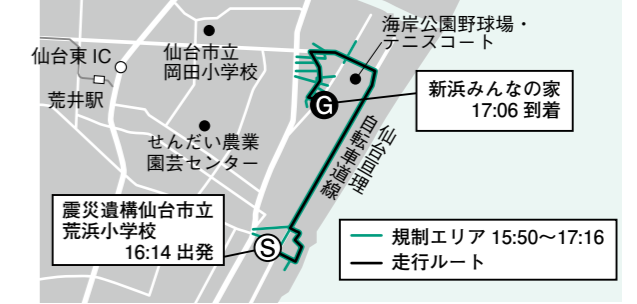 海岸公園野球場・
テニスコート
仙台東 IC
仙台市立
岡田小学校
荒井駅
新浜みんなの家
17:06 到着
G
せんだい農業
園芸センター
仙台亘理
自転車道線
震災遺構仙台市立
荒浜小学校
16:14 出発
S
規制エリア 15:50〜17:16
走行ルート